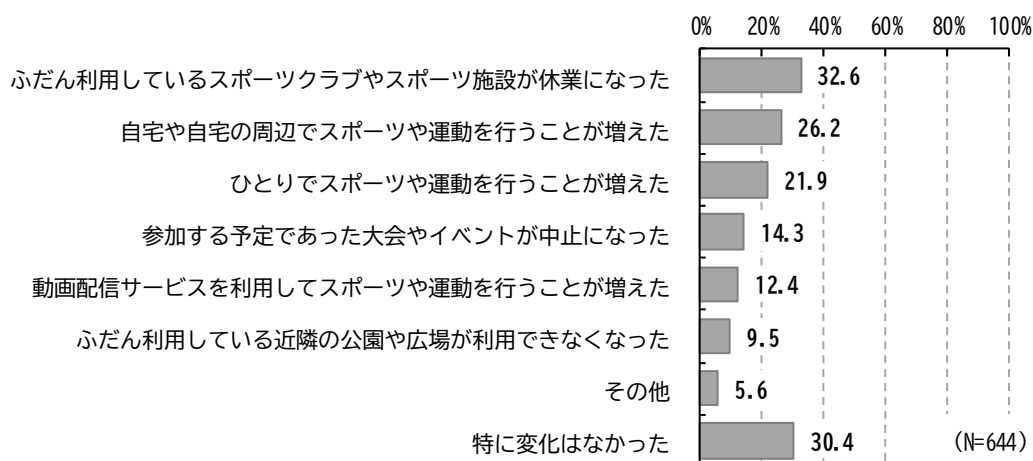 0% 20% 40% 60% 80% 100%
ふだん利用しているスポーツクラブやスポーツ施設が休業になった 32.6
自宅や自宅の周辺でスポーツや運動を行うことが増えた 26.2
ひとりでスポーツや運動を行うことが増えた 21.9
参加する予定であった大会やイベントが中止になった 14.3
動画配信サービスを利用してスポーツや運動を行うことが増えた 12.4
ふだん利用している近隣の公園や広場が利用できなくなった 9.5
その他 5.6
特に変化はなかった 30.4 (N=644)